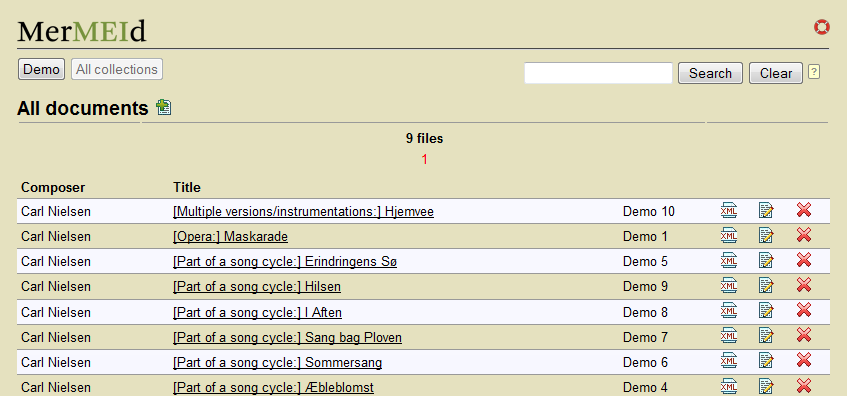 MerMEId
Demo All collections Search Clear ?
All documents
9 files
1
Composer Title
Carl Nielsen [Multiple versions/instrumentations:] Hjemvee Demo 10 XML
Carl Nielsen [Opera:] Maskarade Demo 1 XML
Carl Nielsen [Part of a song cycle:] Erindringens Sø Demo 5 XML
Carl Nielsen [Part of a song cycle:] Hilsen Demo 9 XML
Carl Nielsen [Part of a song cycle:] I Aften Demo 8 XML
Carl Nielsen [Part of a song cycle:] Sang bag Ploven Demo 7 XML
Carl Nielsen [Part of a song cycle:] Sommersang Demo 6 XML
Carl Nielsen [Part of a song cycle:] Æbleblomst Demo 4 XML